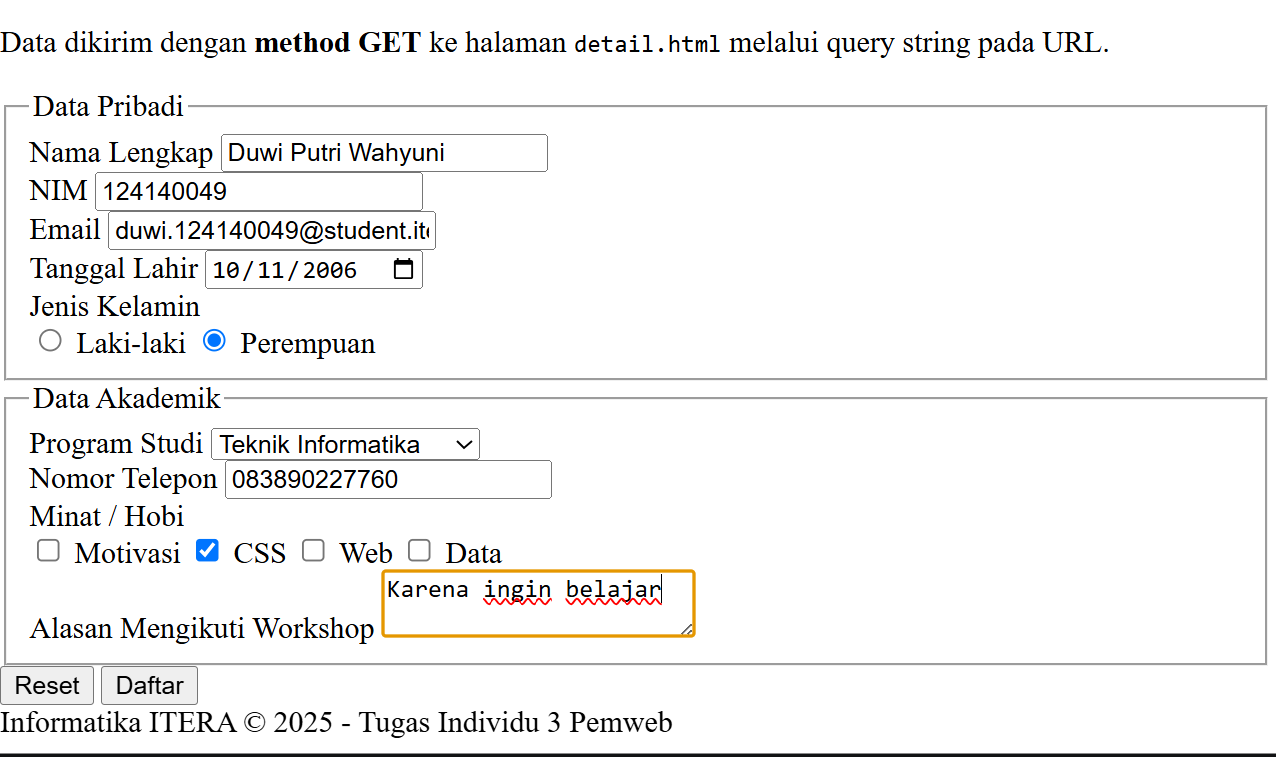 Data dikirim dengan method GET ke halaman detail.html melalui query string pada URL.
Data Pribadi
Nama Lengkap Duwi Putri Wahyuni
NIM 124140049
Email duwi.124140049@student.it
Tanggal Lahir 10/11/2006
Jenis Kelamin
Laki-laki Perempuan
Data Akademik
Program Studi Teknik Informatika
Nomor Telepon 083890227760
Minat / Hobi
Motivasi CSS Web Data
Karena ingin belajar
Alasan Mengikuti Workshop
Reset Daftar
Informatika ITERA © 2025 - Tugas Individu 3 Pemweb